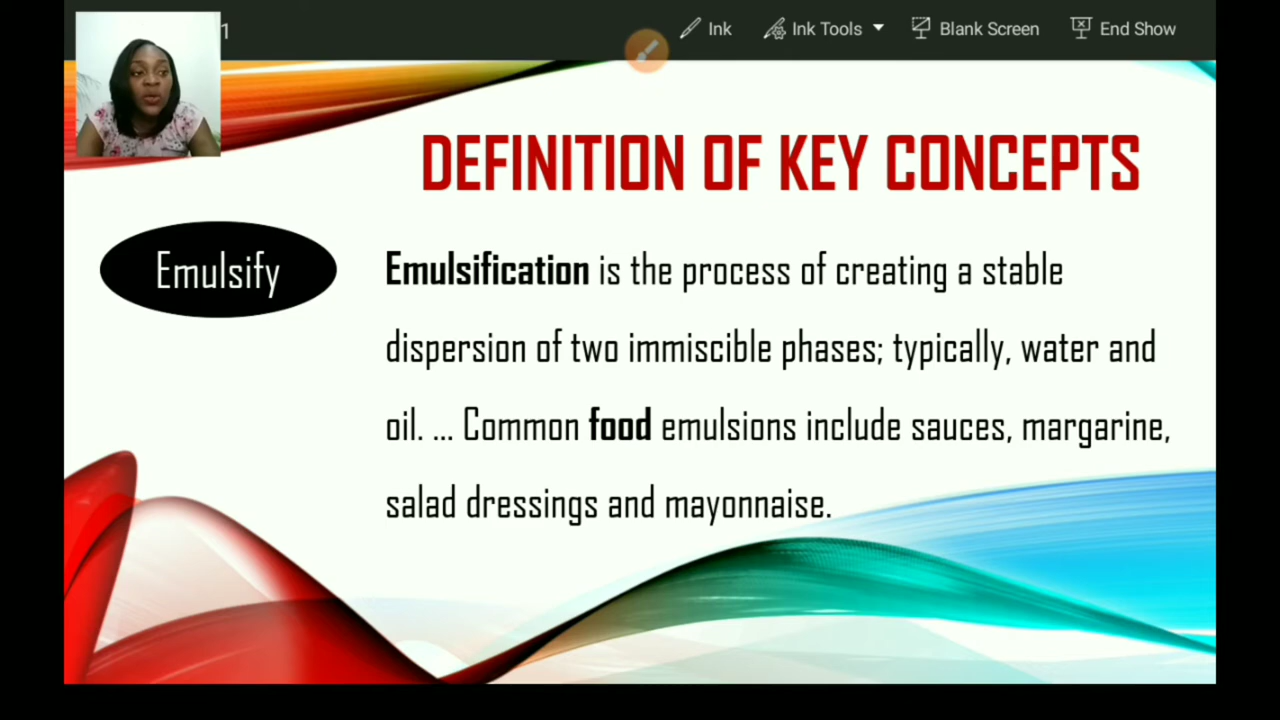 1
Ink
Ink Tools
Blank Screen
End Show
DEFINITION OF KEY CONCEPTS
Emulsify
Emulsification is the process of creating a stable
dispersion of two immiscible phases; typically, water and
oil. ... Common food emulsions include sauces, margarine,
salad dressings and mayonnaise.